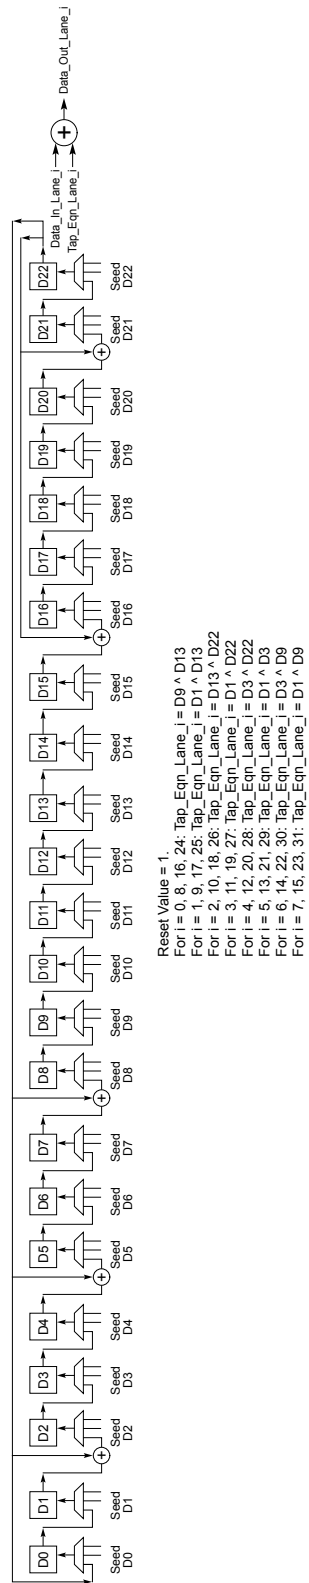 D0 D1 D2 D3 D4 D5 D6 D7 D8 D9 D10 D11 D12 D13 D14 D15 D16 D17 D18 D19 D20 D21 D22
Seed D0
Seed D1
Seed D2
Seed D3
Seed D4
Seed D5
Seed D6
Seed D7
Seed D8
Seed D9
Seed D10
Seed D11
Seed D12
Seed D13
Seed D14
Seed D15
Seed D16
Seed D17
Seed D18
Seed D19
Seed D20
Seed D21
Seed D22
Data_In_Lane_i
Tap_Eqn_Lane_i
Data_Out_Lane_i
Reset Value = 1.
For i = 0, 8, 16, 24: Tap_Eqn_Lane_i = D9 ^ D13
For i = 1, 9, 17, 25: Tap_Eqn_Lane_i = D1 ^ D13
For i = 2, 10, 18, 26: Tap_Eqn_Lane_i = D13 ^ D22
For i = 3, 11, 19, 27: Tap_Eqn_Lane_i = D1 ^ D22
For i = 4, 12, 20, 28: Tap_Eqn_Lane_i = D3 ^ D22
For i = 5, 13, 21, 29: Tap_Eqn_Lane_i = D1 ^ D3
For i = 6, 14, 22, 30: Tap_Eqn_Lane_i = D3 ^ D9
For i = 7, 15, 23, 31: Tap_Eqn_Lane_i = D1 ^ D9